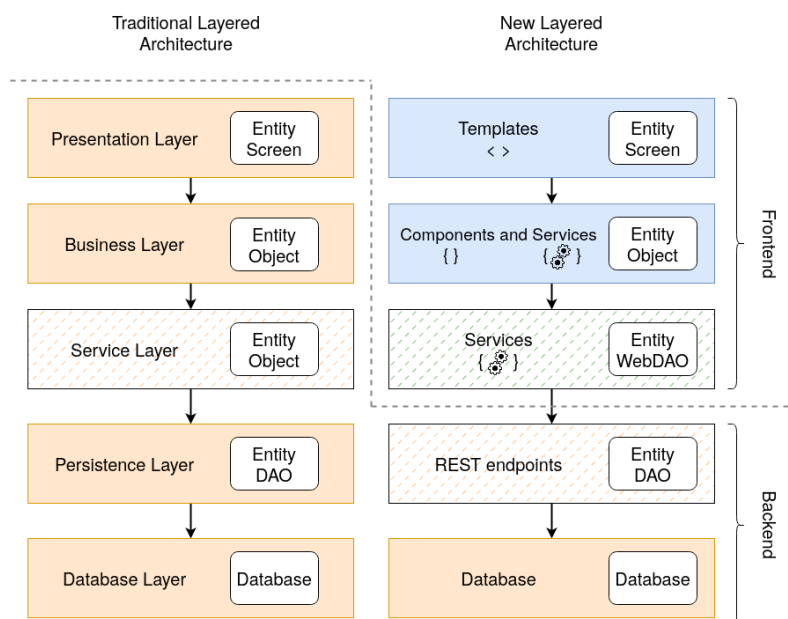 Traditional Layered
Architecture
New Layered
Architecture
Presentation Layer
Entity
Screen
Templates
< >
Entity
Screen
Business Layer
Entity
Object
Components and Services
{ }
{ }
Entity
Object
Service Layer
Entity
Object
Services
{ }
Entity
WebDAO
Frontend
Persistence Layer
Entity
DAO
REST endpoints
Entity
DAO
Database Layer
Database
Database
Database
Backend